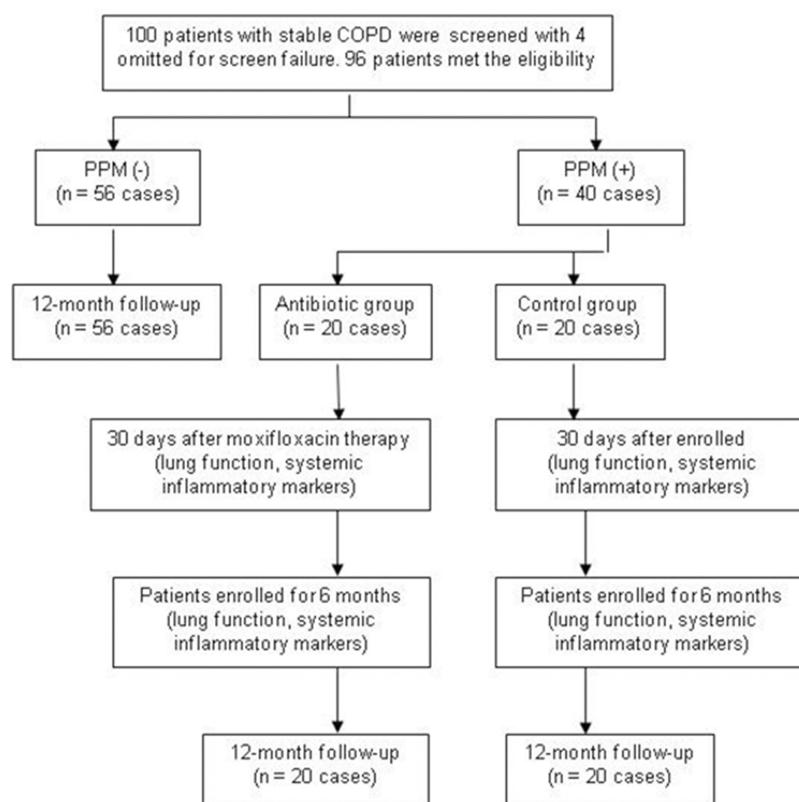 100 patients with stable COPD were screened with 4
omitted for screen failure. 96 patients met the eligibility
PPM (-)
(n = 56 cases)
PPM (+)
(n = 40 cases)
12-month follow-up
(n = 56 cases)
Antibiotic group
(n = 20 cases)
Control group
(n = 20 cases)
30 days after moxifloxacin therapy
(lung function, systemic
inflammatory markers)
30 days after enrolled
(lung function, systemic
inflammatory markers)
Patients enrolled for 6 months
(lung function, systemic
inflammatory markers)
Patients enrolled for 6 months
(lung function, systemic
inflammatory markers)
12-month follow-up
(n = 20 cases)
12-month follow-up
(n = 20 cases)